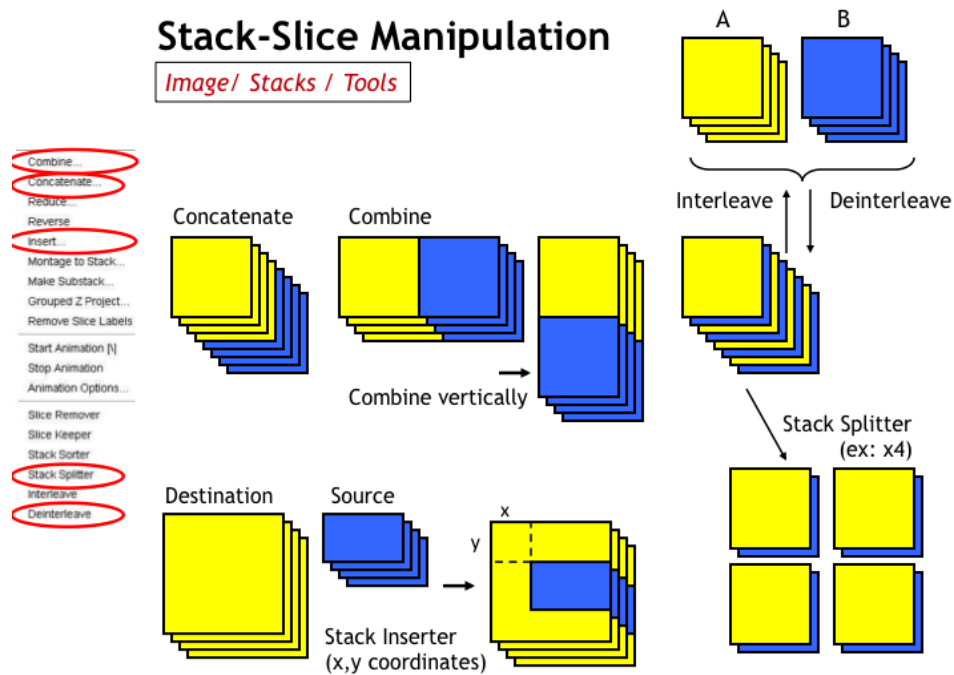 Stack-Slice Manipulation
Image/ Stacks / Tools
Combine...
Concatenate...
Reduce...
Reverse
Insert...
Montage to Stack...
Make Substack...
Grouped Z Project...
Remove Slice Labels
Start Animation [\]
Stop Animation
Animation Options...
Slice Remover
Slice Keeper
Stack Sorter
Stack Splitter
Interleave
Deinterleave
Concatenate
Combine
Combine vertically
A
B
Interleave
Deinterleave
Stack Splitter
(ex: x4)
Destination
Source
x
y
Stack Inserter
(x,y coordinates)